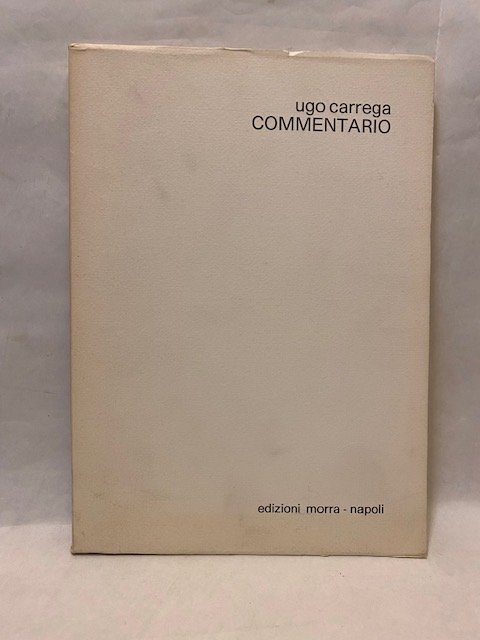 ugo carrega
COMMENTARIO
edizioni morra - napoli